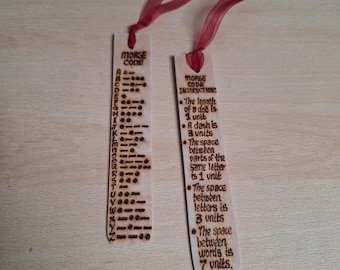 MORSE
CODE!
A
B
C
D
E
F
G
H
I
J
K
L
M
N
O
P
Q
R
S
T
U
V
W
X
Y
Z
MORSE
CODE
• The length
of a dot is
1 unit
• A dash is
3 units
• The space
between
parts of the
same letter
is 1 unit
• The space
between
letters is
3 units
• The space
between
words is
7 units.